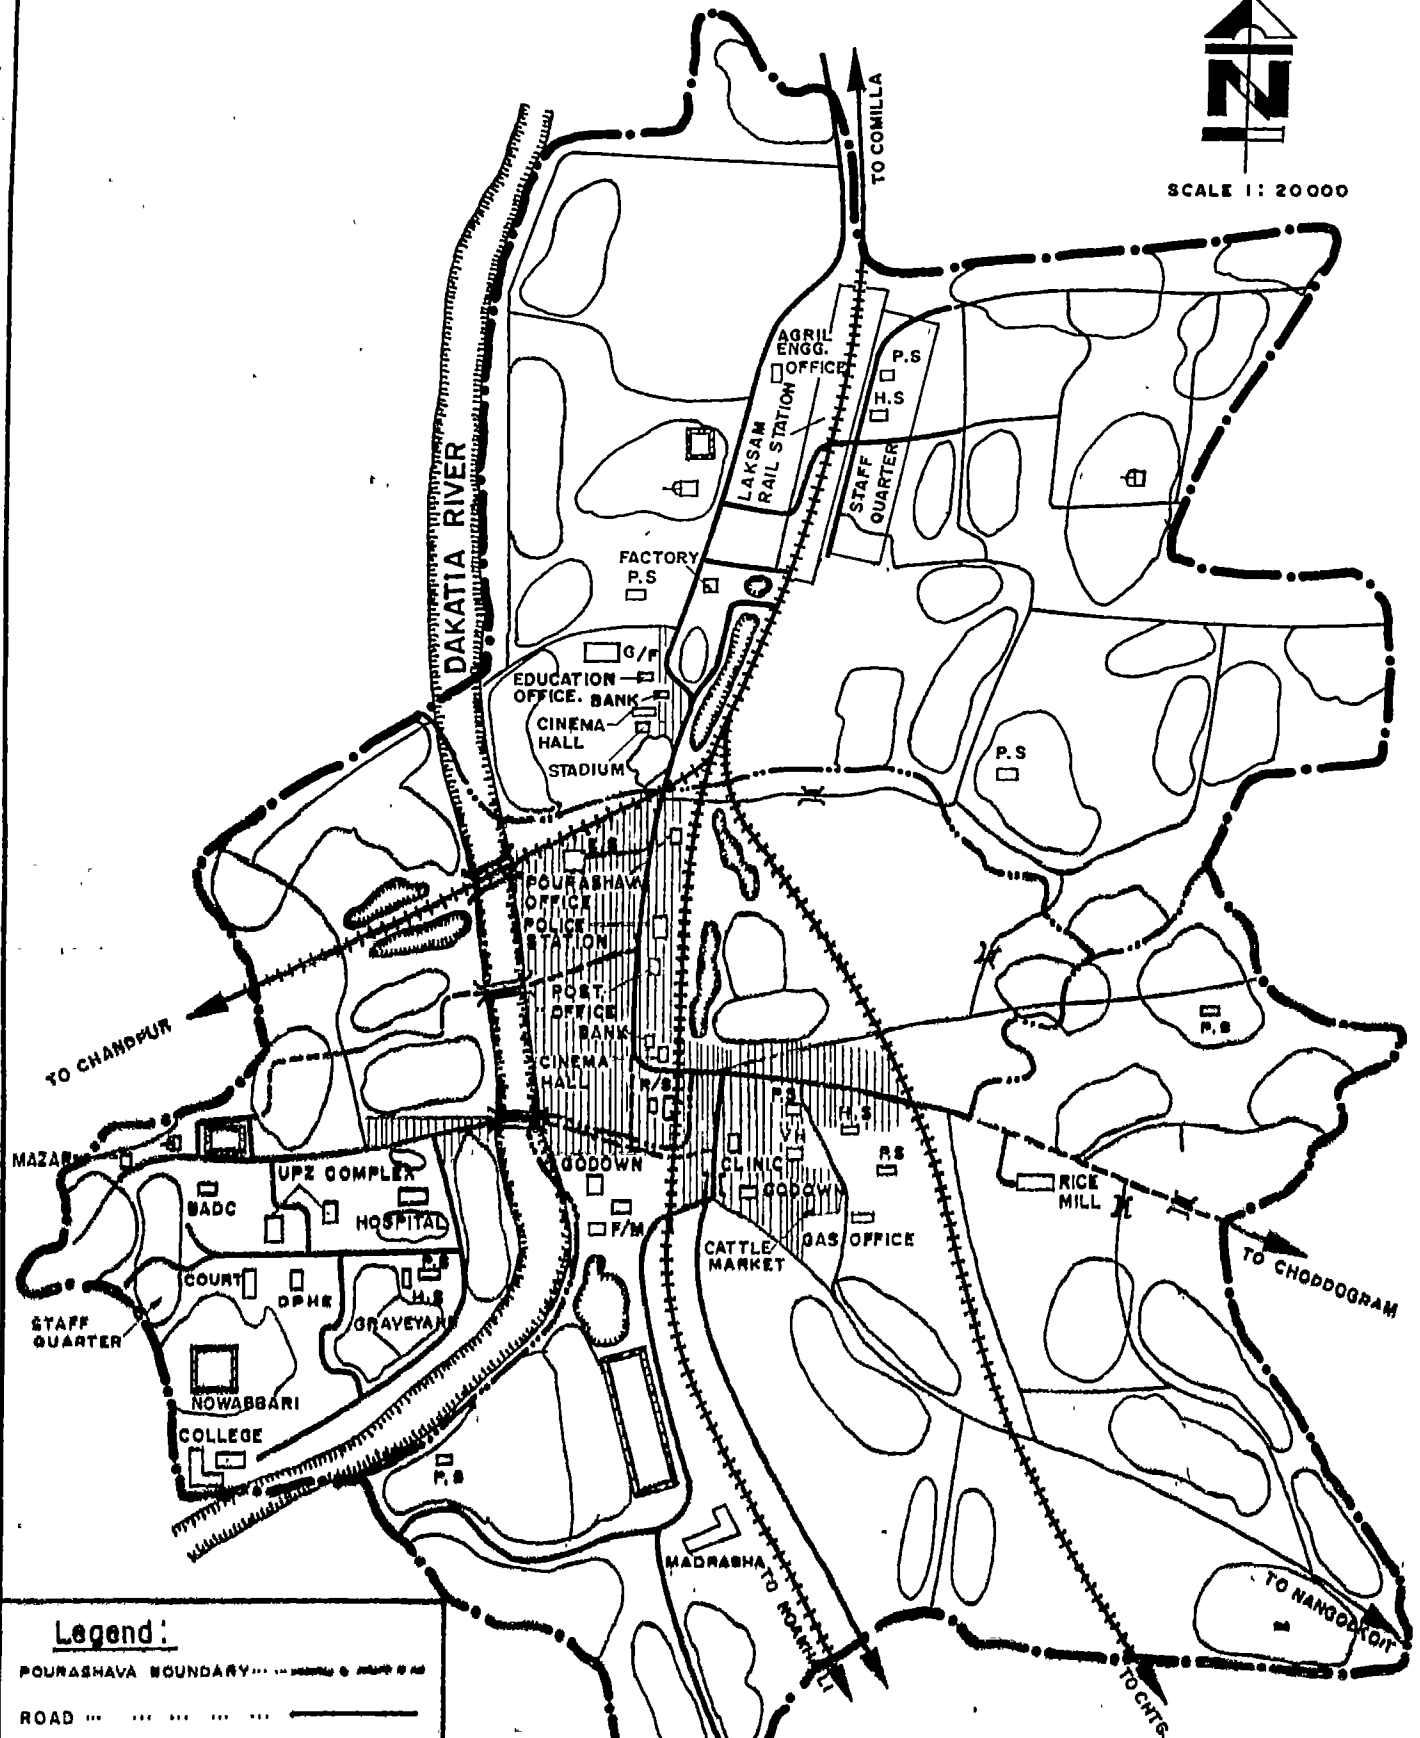 N
SCALE 1: 20000
TO COMILLA
AGRIL
ENGG.
OFFICE
P.S
H.S
LAKSAM
RAIL STATION
STAFF
QUARTER
DAKATIA RIVER
FACTORY
P.S
G/F
EDUCATION
OFFICE.
BANK
CINEMA
HALL
STADIUM
P.S
POURASHAVA
OFFICE
POLICE
STATION
POST
OFFICE
BANK
CINEMA
HALL
R/S
TO CHANDPUR
P.S
P.S
H.S
V.H
P.S
MAZAR
UPZ COMPLEX
BADC
HOSPITAL
GODOWN
CLINIC
GODOWN
F/M
RICE
MILL
CATTLE
MARKET
GAS OFFICE
TO CHODDOGRAM
COURT
DPHE
P.S
H.S
GRAVEYARD
STAFF
QUARTER
NOWABBARI
COLLEGE
P.S
MADRASHA
TO NOAKHALI
TO NANGOLKOIT
TO CHTG.
Legend:
POURASHAVA BOUNDARY
ROAD